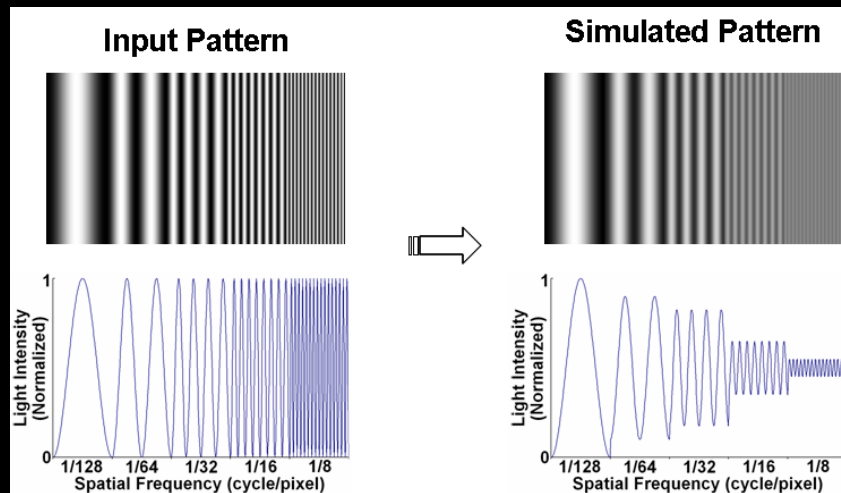 Input Pattern
Simulated Pattern
1
Light Intensity
(Normalized)
0
1/128 1/64 1/32 1/16 1/8
Spatial Frequency (cycle/pixel)
1
Light Intensity
(Normalized)
0
1/128 1/64 1/32 1/16 1/8
Spatial Frequency (cycle/pixel)